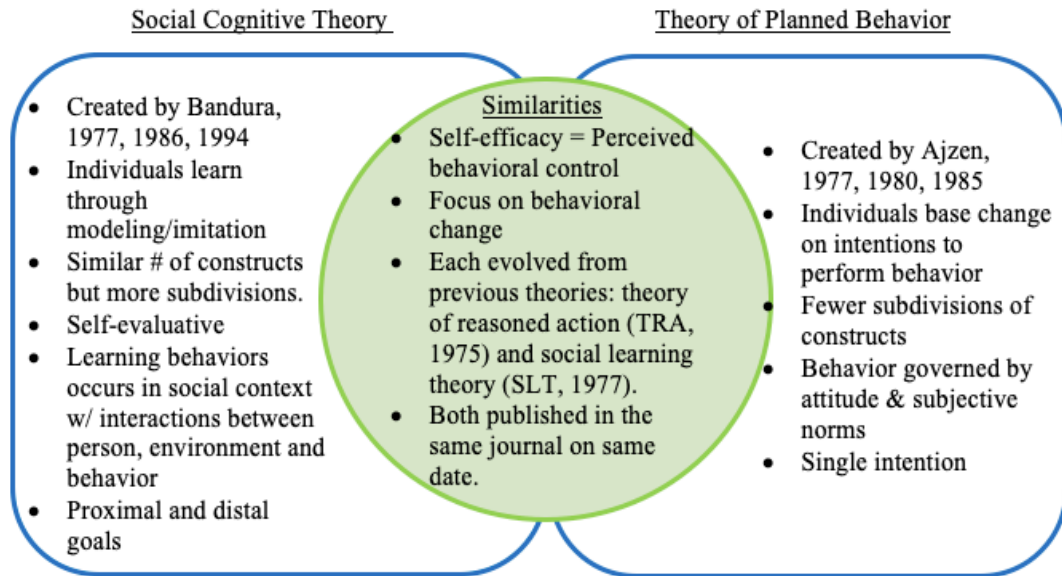 Social Cognitive Theory
Theory of Planned Behavior
• Created by Bandura,
1977, 1986, 1994
• Individuals learn
through
modeling/imitation
• Similar # of constructs
but more subdivisions.
• Self-evaluative
• Learning behaviors
occurs in social context
w/ interactions between
person, environment and
behavior
• Proximal and distal
goals
Similarities
• Self-efficacy = Perceived
behavioral control
• Focus on behavioral
change
• Each evolved from
previous theories: theory
of reasoned action (TRA,
1975) and social learning
theory (SLT, 1977).
• Both published in the
same journal on same
date.
• Created by Ajzen,
1977, 1980, 1985
• Individuals base change
on intentions to
perform behavior
• Fewer subdivisions of
constructs
• Behavior governed by
attitude & subjective
norms
• Single intention